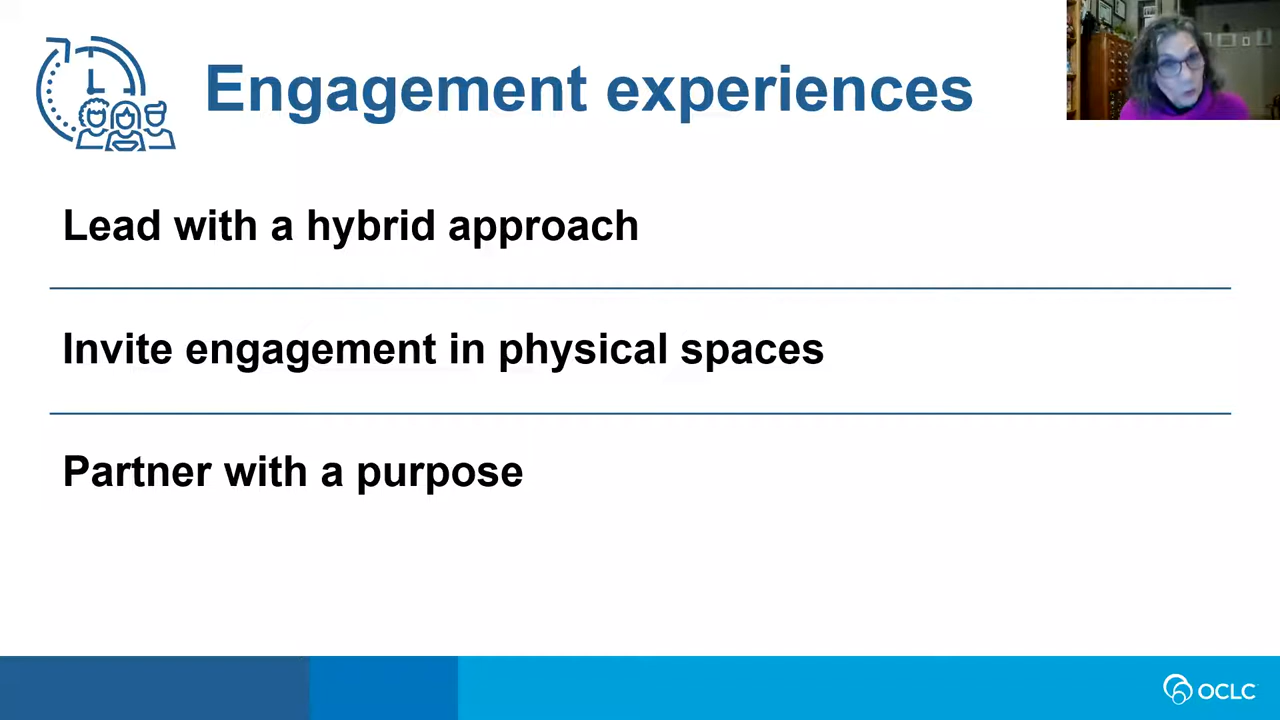 Engagement experiences
Lead with a hybrid approach
Invite engagement in physical spaces
Partner with a purpose
OCLC